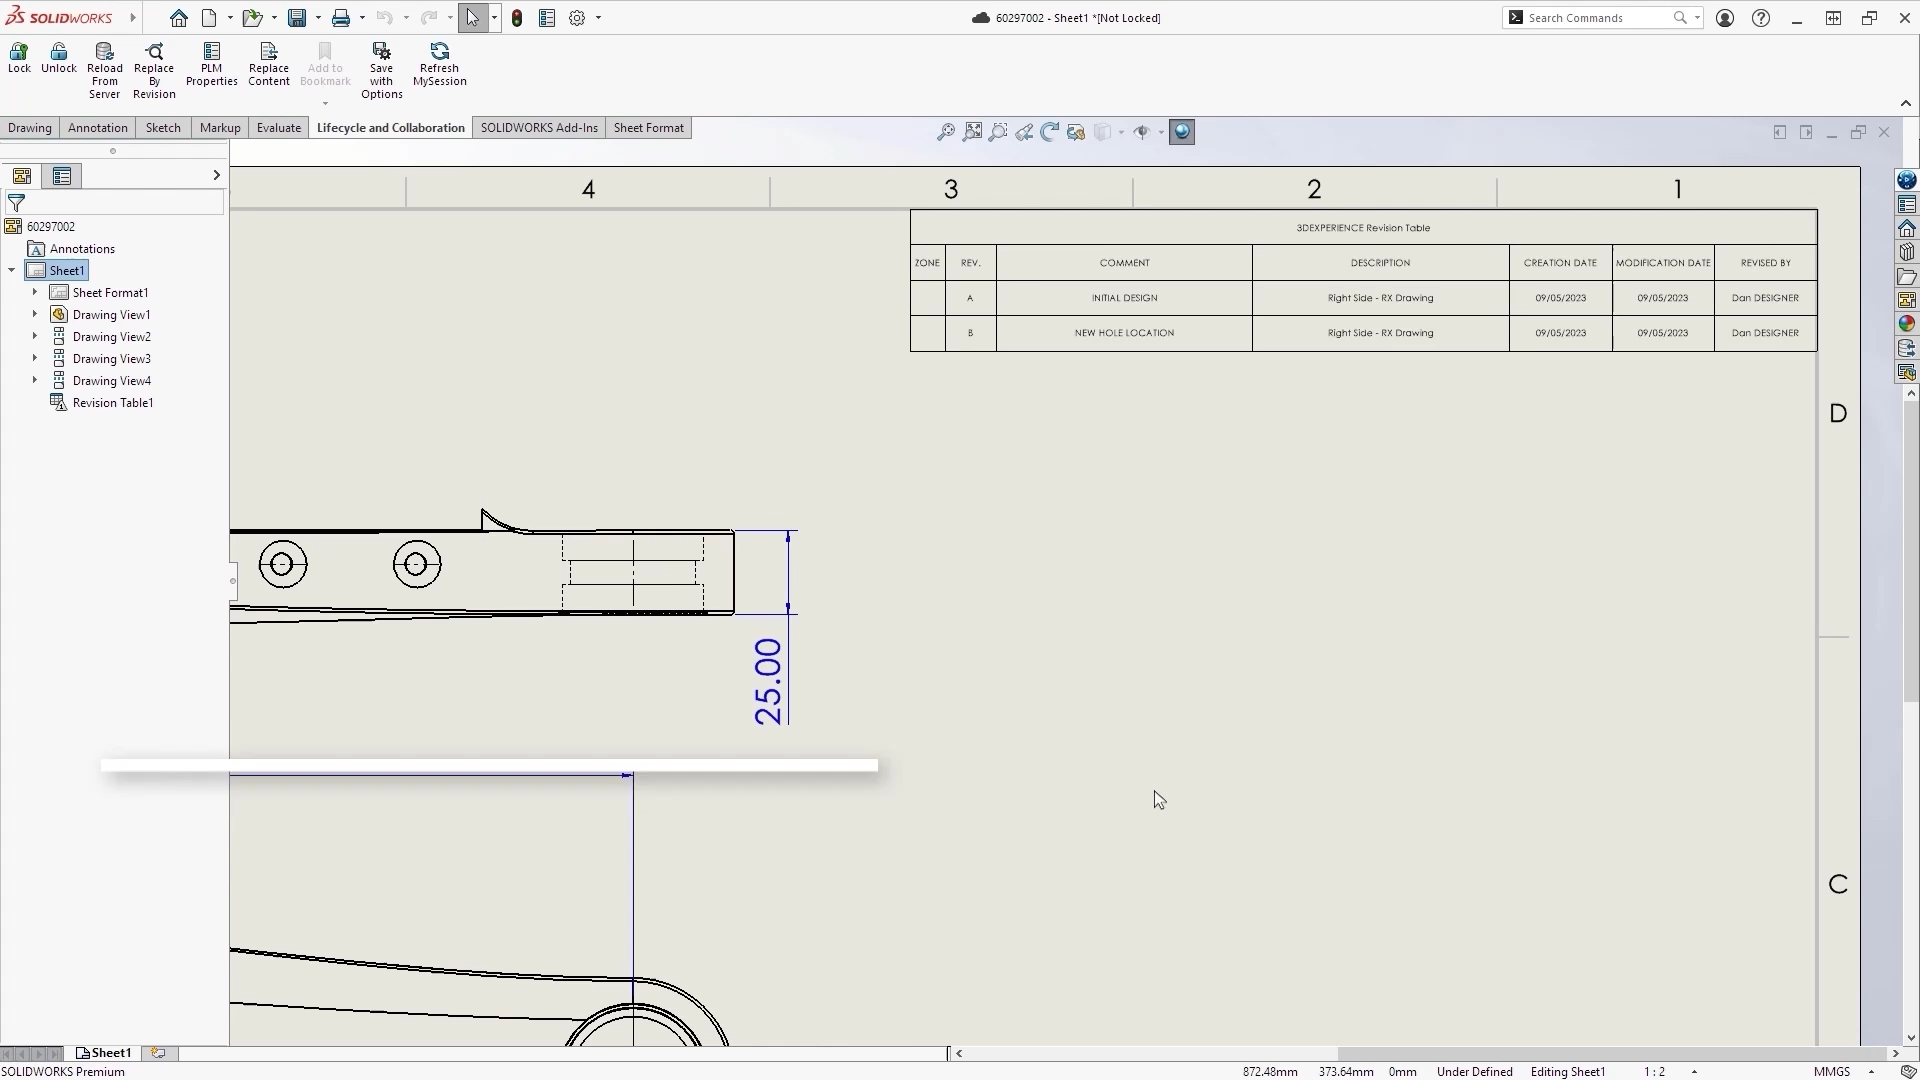 SOLIDWORKS
60297002 - Sheet1 *[Not Locked]
Search Commands
Lock
Unlock
Reload
From
Server
Replace
By
Revision
PLM
Properties
Replace
Content
Add to
Bookmark
Save
with
Options
Refresh
MySession
Drawing
Annotation
Sketch
Markup
Evaluate
Lifecycle and Collaboration
SOLIDWORKS Add-Ins
Sheet Format
60297002
Annotations
Sheet1
Sheet Format1
Drawing View1
Drawing View2
Drawing View3
Drawing View4
Revision Table1
4 3 2 1
3DEXPERIENCE Revision Table
ZONE REV. COMMENT DESCRIPTION CREATION DATE MODIFICATION DATE REVISED BY
A INITIAL DESIGN Right Side - RX Drawing 09/05/2023 09/05/2023 Dan DESIGNER
B NEW HOLE LOCATION Right Side - RX Drawing 09/05/2023 09/05/2023 Dan DESIGNER
D
25.00
C
Sheet1
SOLIDWORKS Premium
872.48mm 373.64mm 0mm Under Defined Editing Sheet1 1 : 2 MMGS